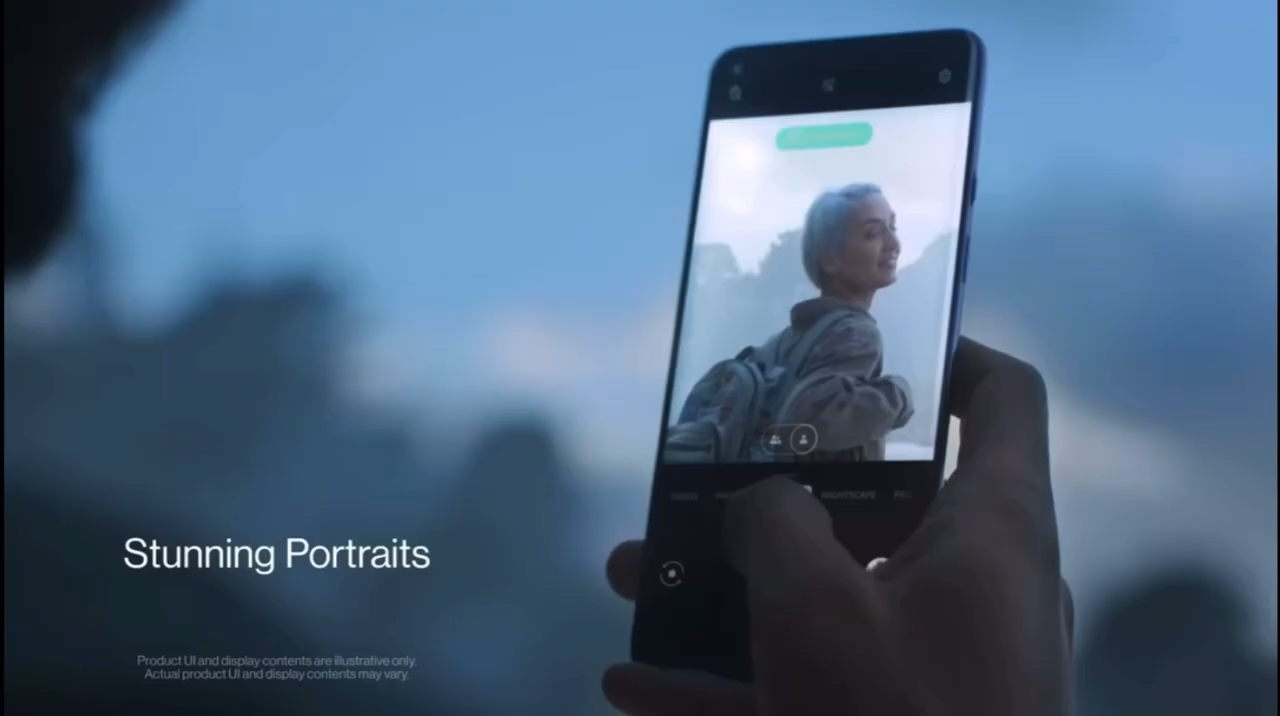 VIDEO
NIGHTSCAPE
Stunning Portraits
Product UI and display contents are illustrative only.
Actual product UI and display contents may vary.